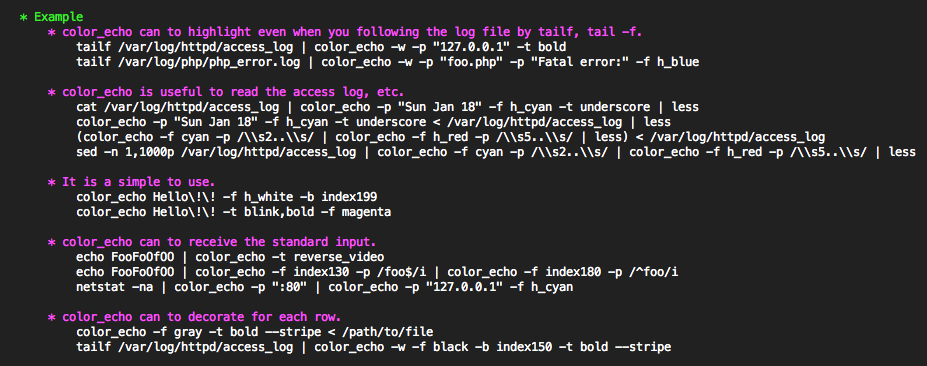 * Example
* color_echo can to highlight even when you following the log file by tailf, tail -f.
tailf /var/log/httpd/access_log | color_echo -w -p "127.0.0.1" -t bold
tailf /var/log/php/php_error.log | color_echo -w -p "foo.php" -p "Fatal error:" -f h_blue
* color_echo is useful to read the access log, etc.
cat /var/log/httpd/access_log | color_echo -p "Sun Jan 18" -f h_cyan -t underscore | less
color_echo -p "Sun Jan 18" -f h_cyan -t underscore < /var/log/httpd/access_log | less
(color_echo -f cyan -p /\\s2..\\s/ | color_echo -f h_red -p /\\s5..\\s/ | less) < /var/log/httpd/access_log
sed -n 1,1000p /var/log/httpd/access_log | color_echo -f cyan -p /\\s2..\\s/ | color_echo -f h_red -p /\\s5..\\s/ | less
* It is a simple to use.
color_echo Hello\!\! -f h_white -b index199
color_echo Hello\!\! -t blink,bold -f magenta
* color_echo can to receive the standard input.
echo FooFoOfOO | color_echo -t reverse_video
echo FooFoOfOO | color_echo -f index130 -p /foo$/i | color_echo -f index180 -p /^foo/i
netstat -na | color_echo -p ":80" | color_echo -p "127.0.0.1" -f h_cyan
* color_echo can to decorate for each row.
color_echo -f gray -t bold --stripe < /path/to/file
tailf /var/log/httpd/access_log | color_echo -w -f black -b index150 -t bold --stripe